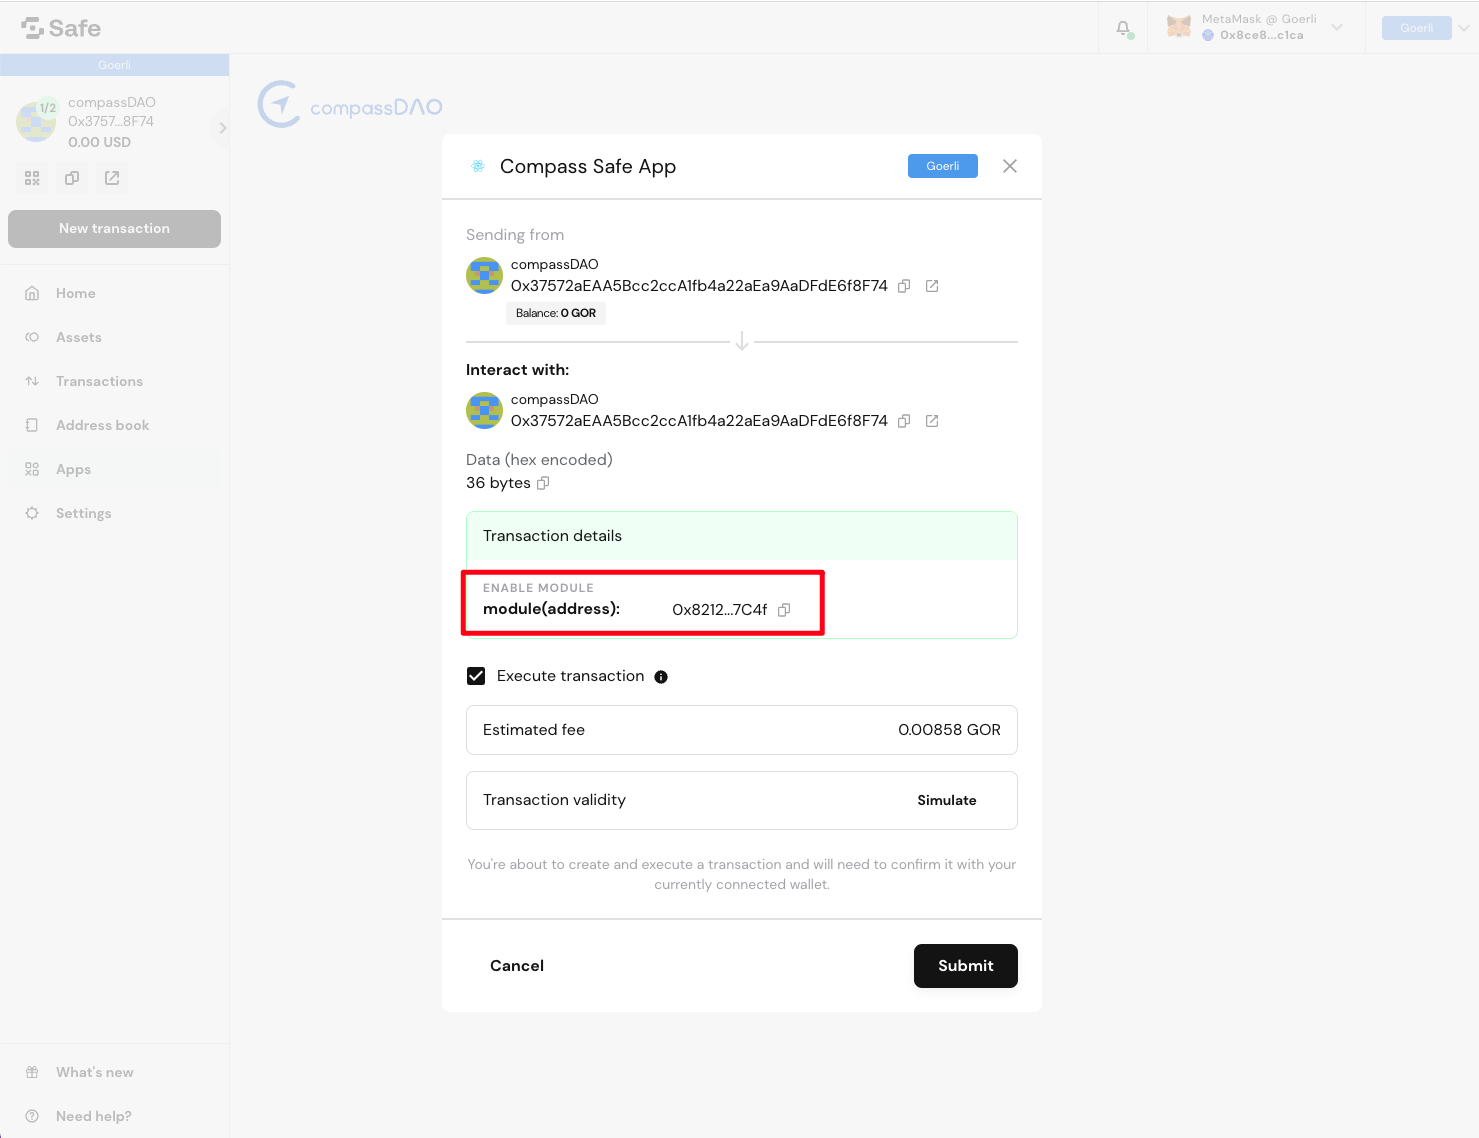 Safe
MetaMask @ Goerli
0x8ce8...c1ca
Goerli
Goerli
1/2
compassDAO
0x3757...8F74
0.00 USD
New transaction
Home
Assets
Transactions
Address book
Apps
Settings
What's new
Need help?
compassDAO
Compass Safe App
Goerli
Sending from
compassDAO
0x37572aEAA5Bcc2ccA1fb4a22aEa9AaDFdE6f8F74
Balance: 0 GOR
Interact with:
compassDAO
0x37572aEAA5Bcc2ccA1fb4a22aEa9AaDFdE6f8F74
Data (hex encoded)
36 bytes
Transaction details
ENABLE MODULE
module(address): 0x8212...7C4f
Execute transaction
Estimated fee 0.00858 GOR
Transaction validity Simulate
You're about to create and execute a transaction and will need to confirm it with your
currently connected wallet.
Cancel Submit